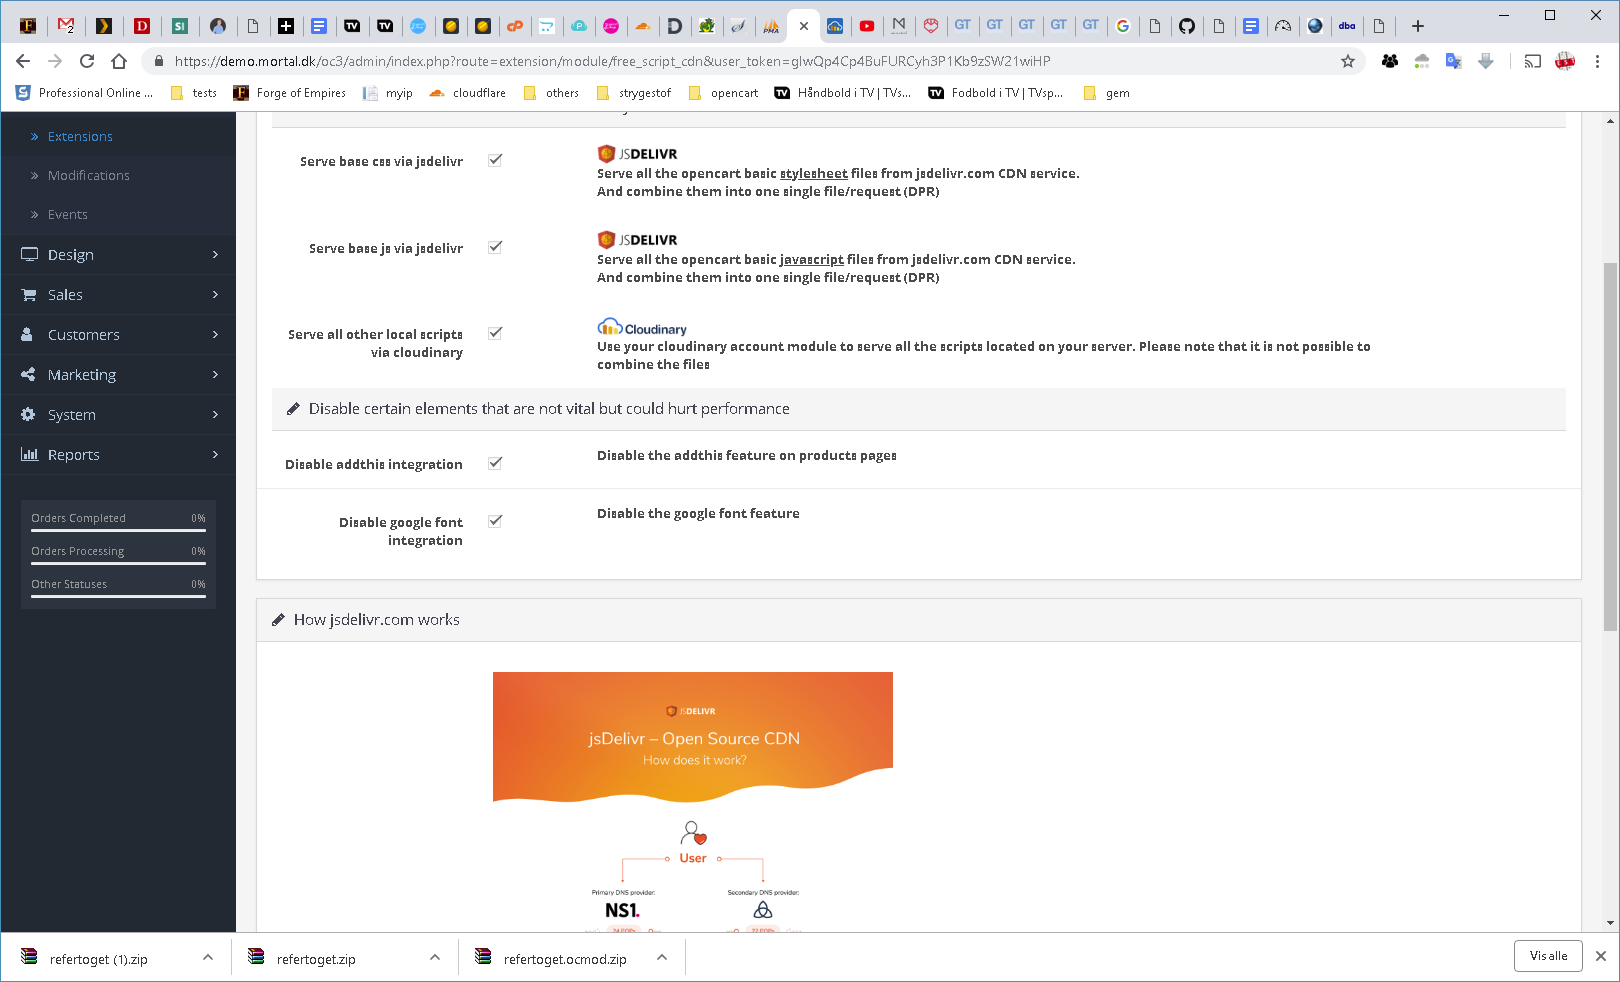 2
SI
TV
TV
GT
GT
GT
GT
GT
dba
https://demo.mortal.dk/oc3/admin/index.php?route=extension/module/free_script_cdn&user_token=glwQp4Cp4BuFURCyh3P1Kb9zSW21wiHP
Professional Online ...
tests
Forge of Empires
myip
cloudflare
others
strygestof
opencart
Håndbold i TV | TVs...
Fodbold i TV | TVsp...
gem
Extensions
Modifications
Events
Design
Sales
Customers
Marketing
System
Reports
Orders Completed 0%
Orders Processing 0%
Other Statuses 0%
Serve base css via jsdelivr
JSDELIVR
Serve all the opencart basic stylesheet files from jsdelivr.com CDN service.
And combine them into one single file/request (DPR)
Serve base js via jsdelivr
JSDELIVR
Serve all the opencart basic javascript files from jsdelivr.com CDN service.
And combine them into one single file/request (DPR)
Serve all other local scripts
via cloudinary
Cloudinary
Use your cloudinary account module to serve all the scripts located on your server. Please note that it is not possible to
combine the files
Disable certain elements that are not vital but could hurt performance
Disable addthis integration
Disable the addthis feature on products pages
Disable google font
integration
Disable the google font feature
How jsdelivr.com works
JSDELIVR
jsDelivr – Open Source CDN
How does it work?
User
Primary DNS provider:
NS1.
Secondary DNS provider:
refertoget (1).zip
refertoget.zip
refertoget.ocmod.zip
Vis alle